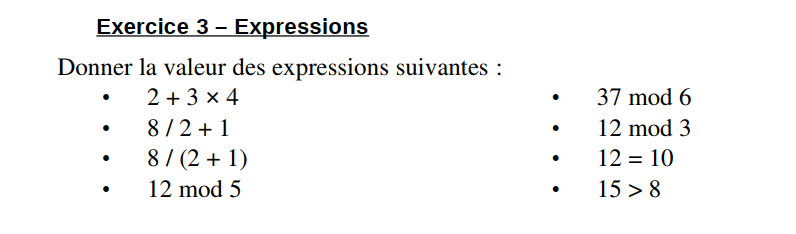 Exercice 3 – Expressions
Donner la valeur des expressions suivantes :
• 2 + 3 × 4
• 8 / 2 + 1
• 8 / (2 + 1)
• 12 mod 5
• 37 mod 6
• 12 mod 3
• 12 = 10
• 15 > 8